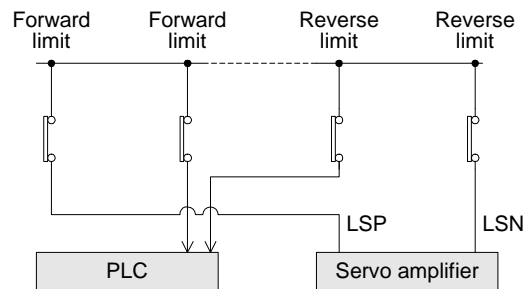 Forward
limit
Forward
limit
Reverse
limit
Reverse
limit
LSP
LSN
PLC
Servo amplifier